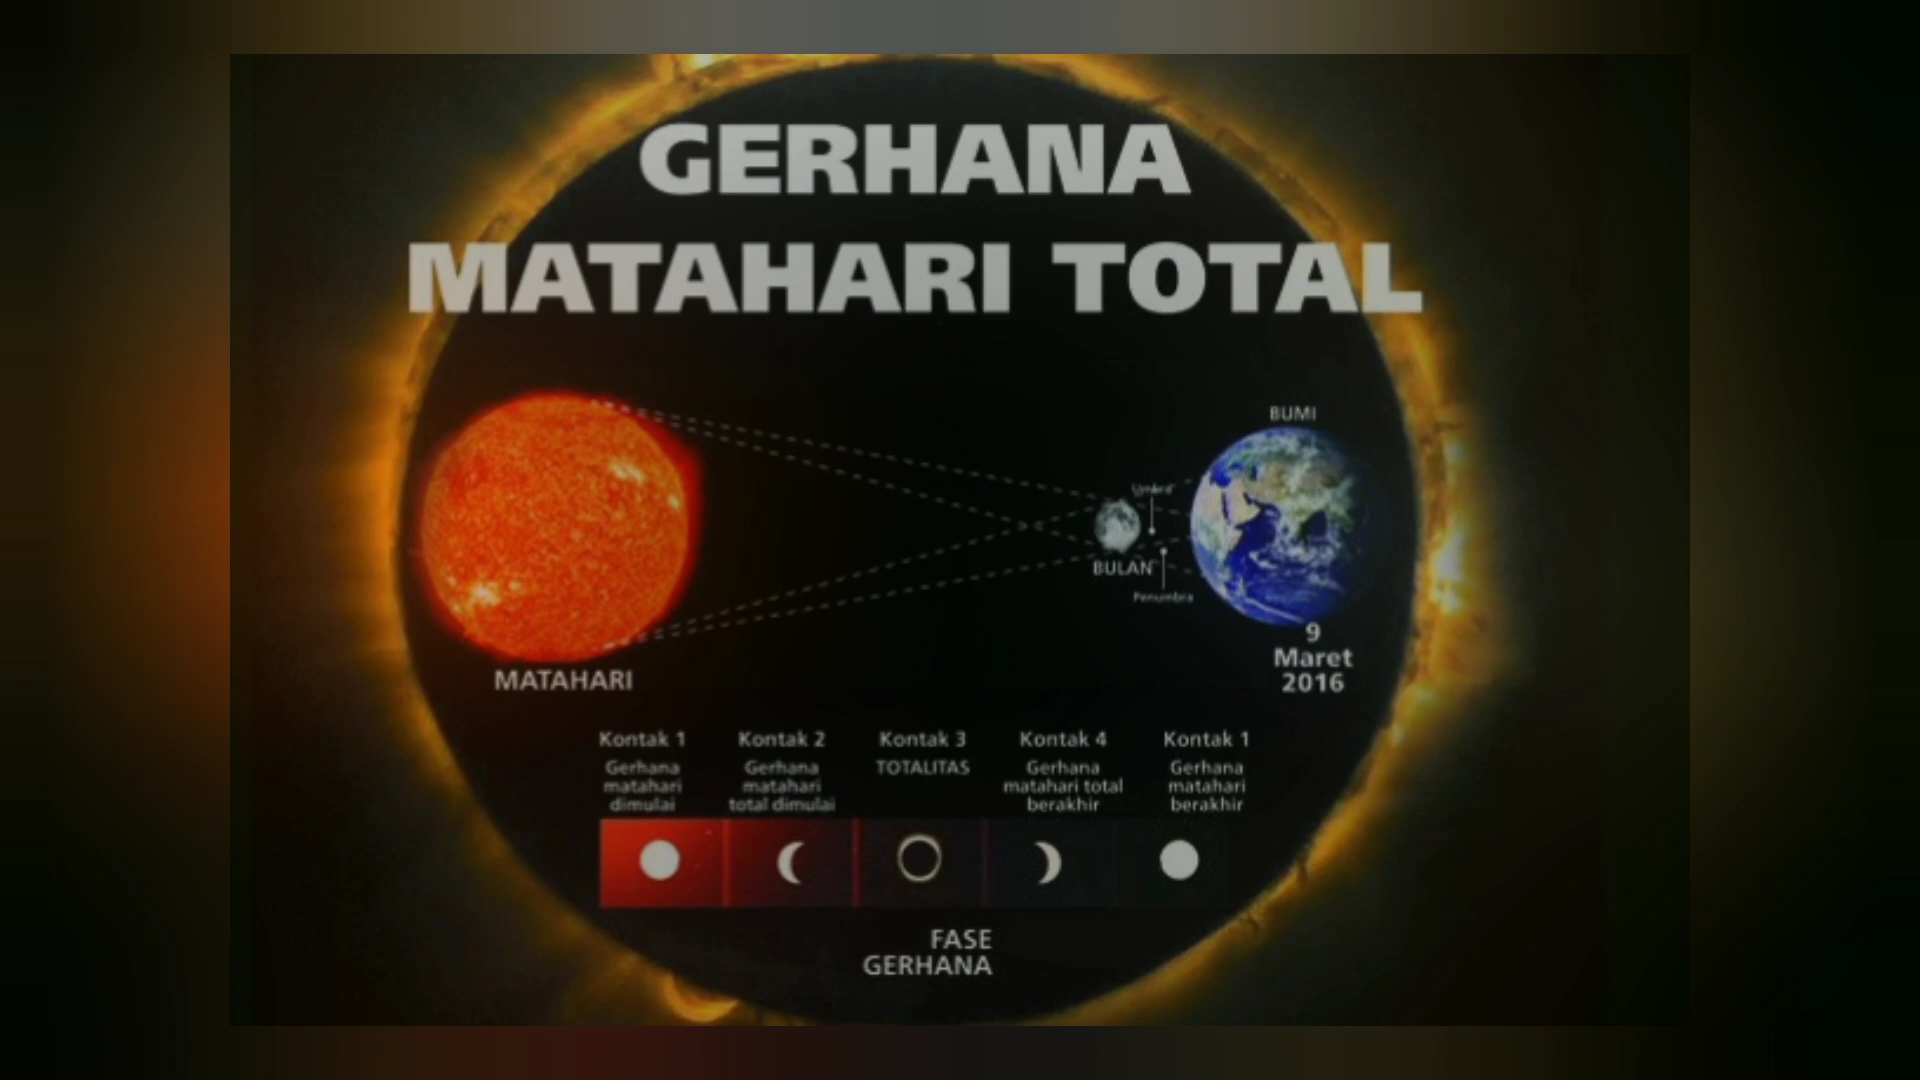 GERHANA
MATAHARI TOTAL
BUMI
Umbra
BULAN
Penumbra
9
Maret
2016
MATAHARI
Kontak 1
Gerhana
matahari
dimulai
Kontak 2
Gerhana
matahari
total dimulai
Kontak 3
TOTALITAS
Kontak 4
Gerhana
matahari total
berakhir
Kontak 1
Gerhana
matahari
berakhir
FASE
GERHANA